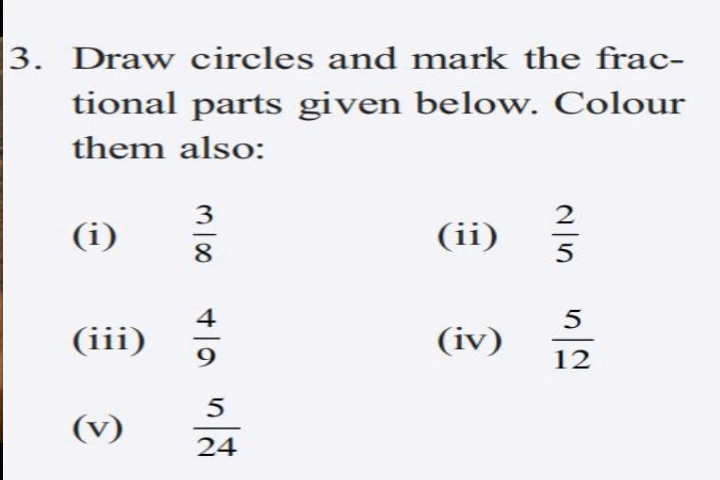 3. Draw circles and mark the frac-
tional parts given below. Colour
them also:
(i) 3/8 (ii) 2/5
(iii) 4/9 (iv) 5/12
(v) 5/24